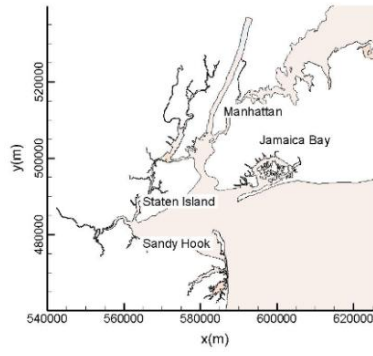 520000
Manhattan
Jamaica Bay
y(m)
500000
Staten Island
480000
Sandy Hook
540000 560000 580000 600000 620000
x(m)